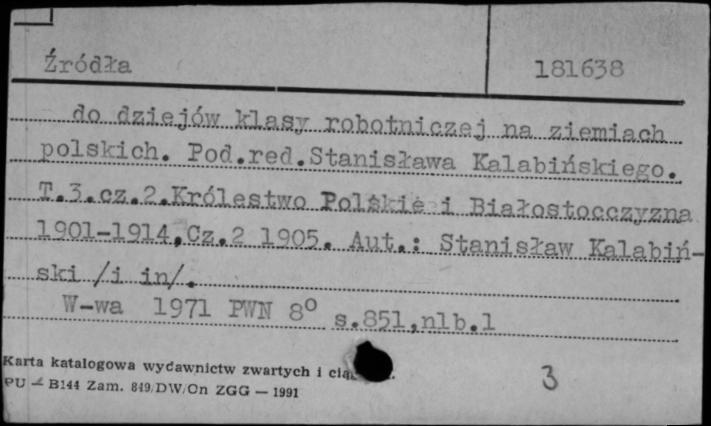 Źródła 181638
do dziejów klasy robotniczej na ziemiach
polskich. Pod.red.Stanisława Kalabińskiego.
T.3.cz.2.Królestwo Polskie i Białostocczyzna
1901-1914,Cz.2 1905. Aut.: Stanisław Kalabiń-
ski /i in/.
W-wa 1971 PWN 8° s.851,nlb.1
Karta katalogowa wydawnictw zwartych i
PU — B144 Zam. 849/DW/On ZGG — 1991
3